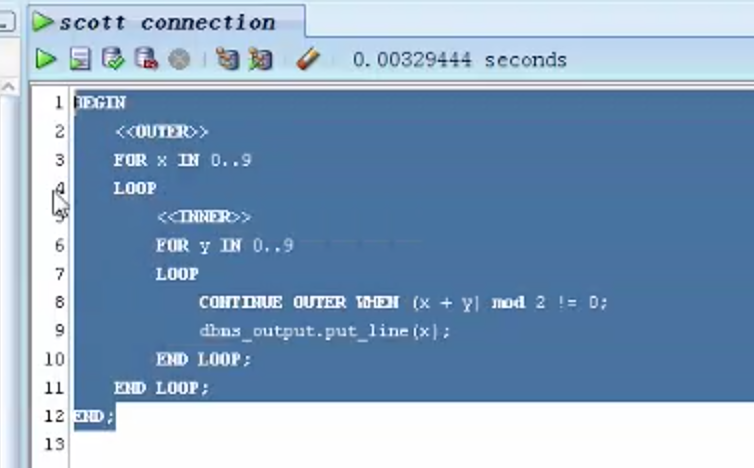 scott connection
0.00329444 seconds
1 BEGIN
2 <<OUTER>>
3 FOR x IN 0..9
4 LOOP
5 <<INNER>>
6 FOR y IN 0..9
7 LOOP
8 CONTINUE OUTER WHEN (x + y) mod 2 != 0;
9 dbms_output.put_line(x);
10 END LOOP;
11 END LOOP;
12 END;
13